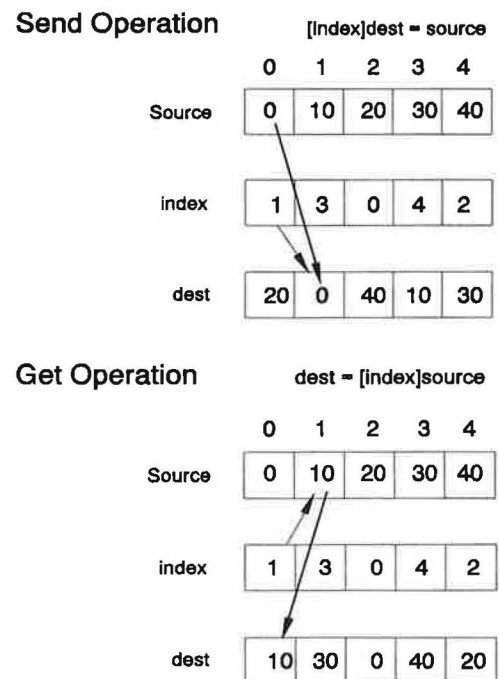 Send Operation
[index]dest = source
0 1 2 3 4
Source 0 10 20 30 40
index 1 3 0 4 2
dest 20 0 40 10 30
Get Operation
dest = [index]source
0 1 2 3 4
Source 0 10 20 30 40
index 1 3 0 4 2
dest 10 30 0 40 20